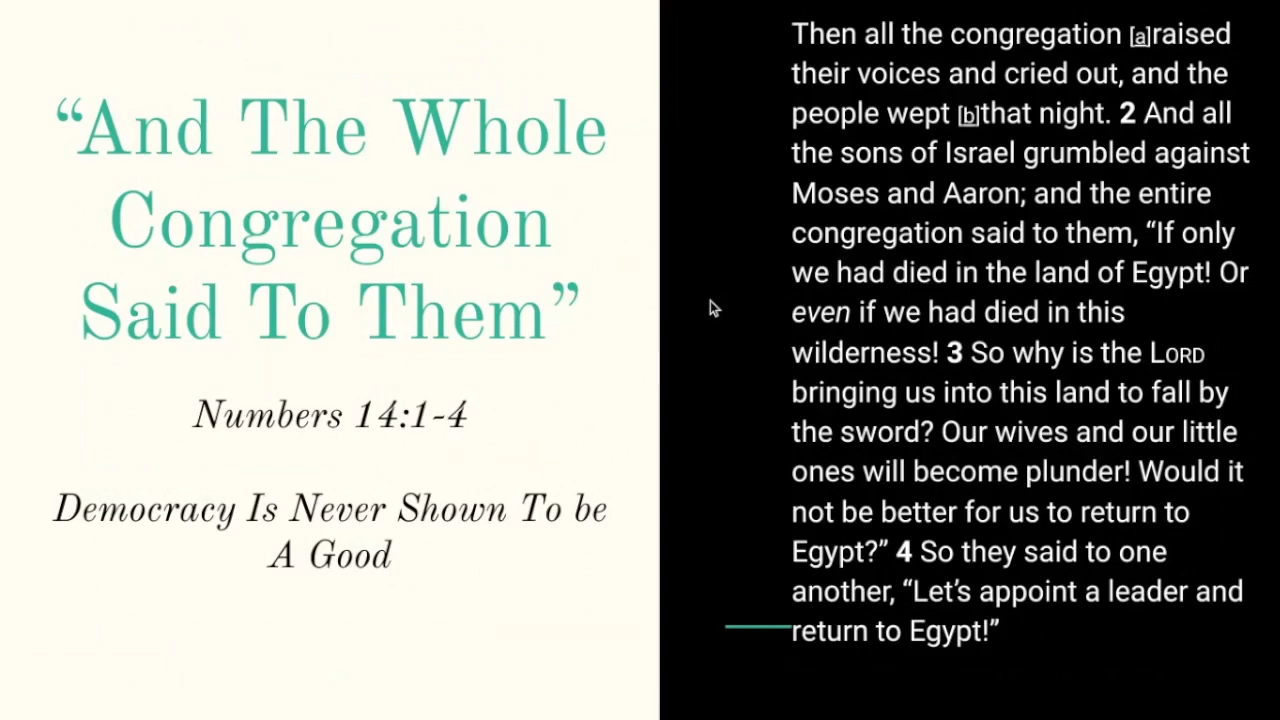 “And The Whole
Congregation
Said To Them”
Numbers 14:1-4
Democracy Is Never Shown To be
A Good
Then all the congregation [a]raised
their voices and cried out, and the
people wept [b]that night. 2 And all
the sons of Israel grumbled against
Moses and Aaron; and the entire
congregation said to them, “If only
we had died in the land of Egypt! Or
even if we had died in this
wilderness! 3 So why is the LORD
bringing us into this land to fall by
the sword? Our wives and our little
ones will become plunder! Would it
not be better for us to return to
Egypt?” 4 So they said to one
another, “Let’s appoint a leader and
return to Egypt!”